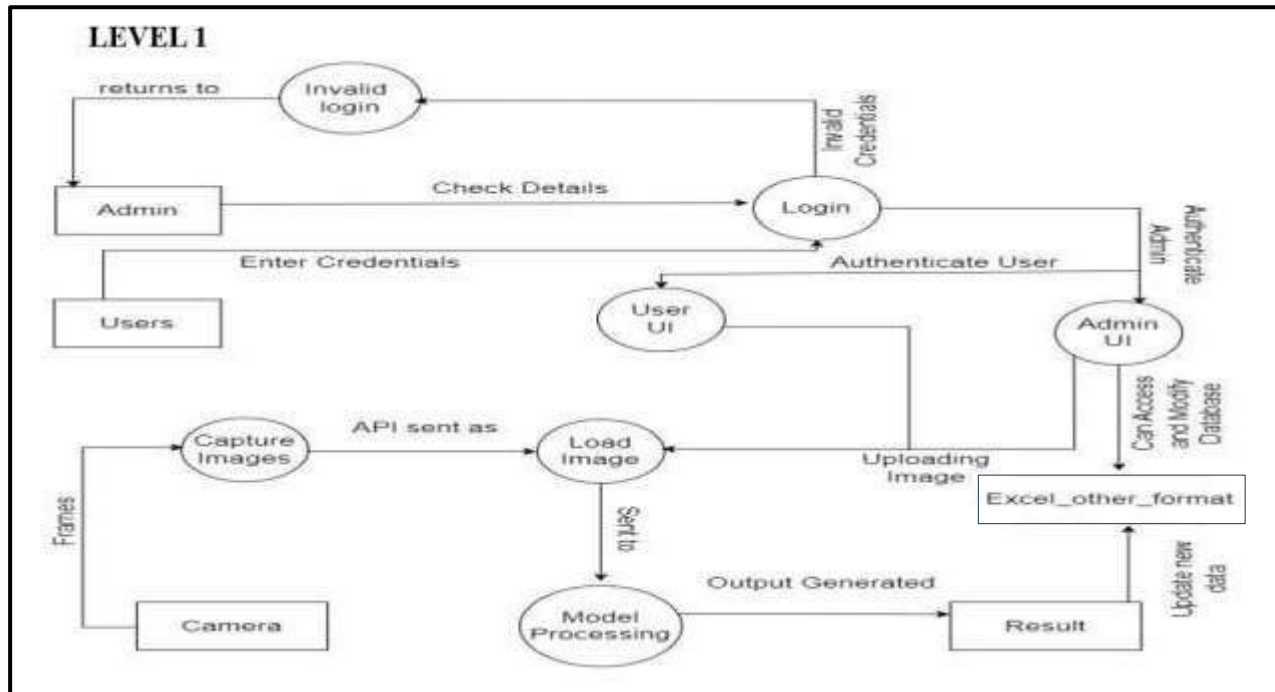 LEVEL 1
returns to
Invalid
login
Invalid
Credentials
Admin
Check Details
Login
Authenticate
Admin
Enter Credentials
Authenticate User
Users
User
UI
Admin
UI
Can Access
and Modify
Database
Capture
Images
API sent as
Load
Image
Uploading
Image
Excel_other_format
Frames
Sent to
Output Generated
Update new
data
Camera
Model
Processing
Result